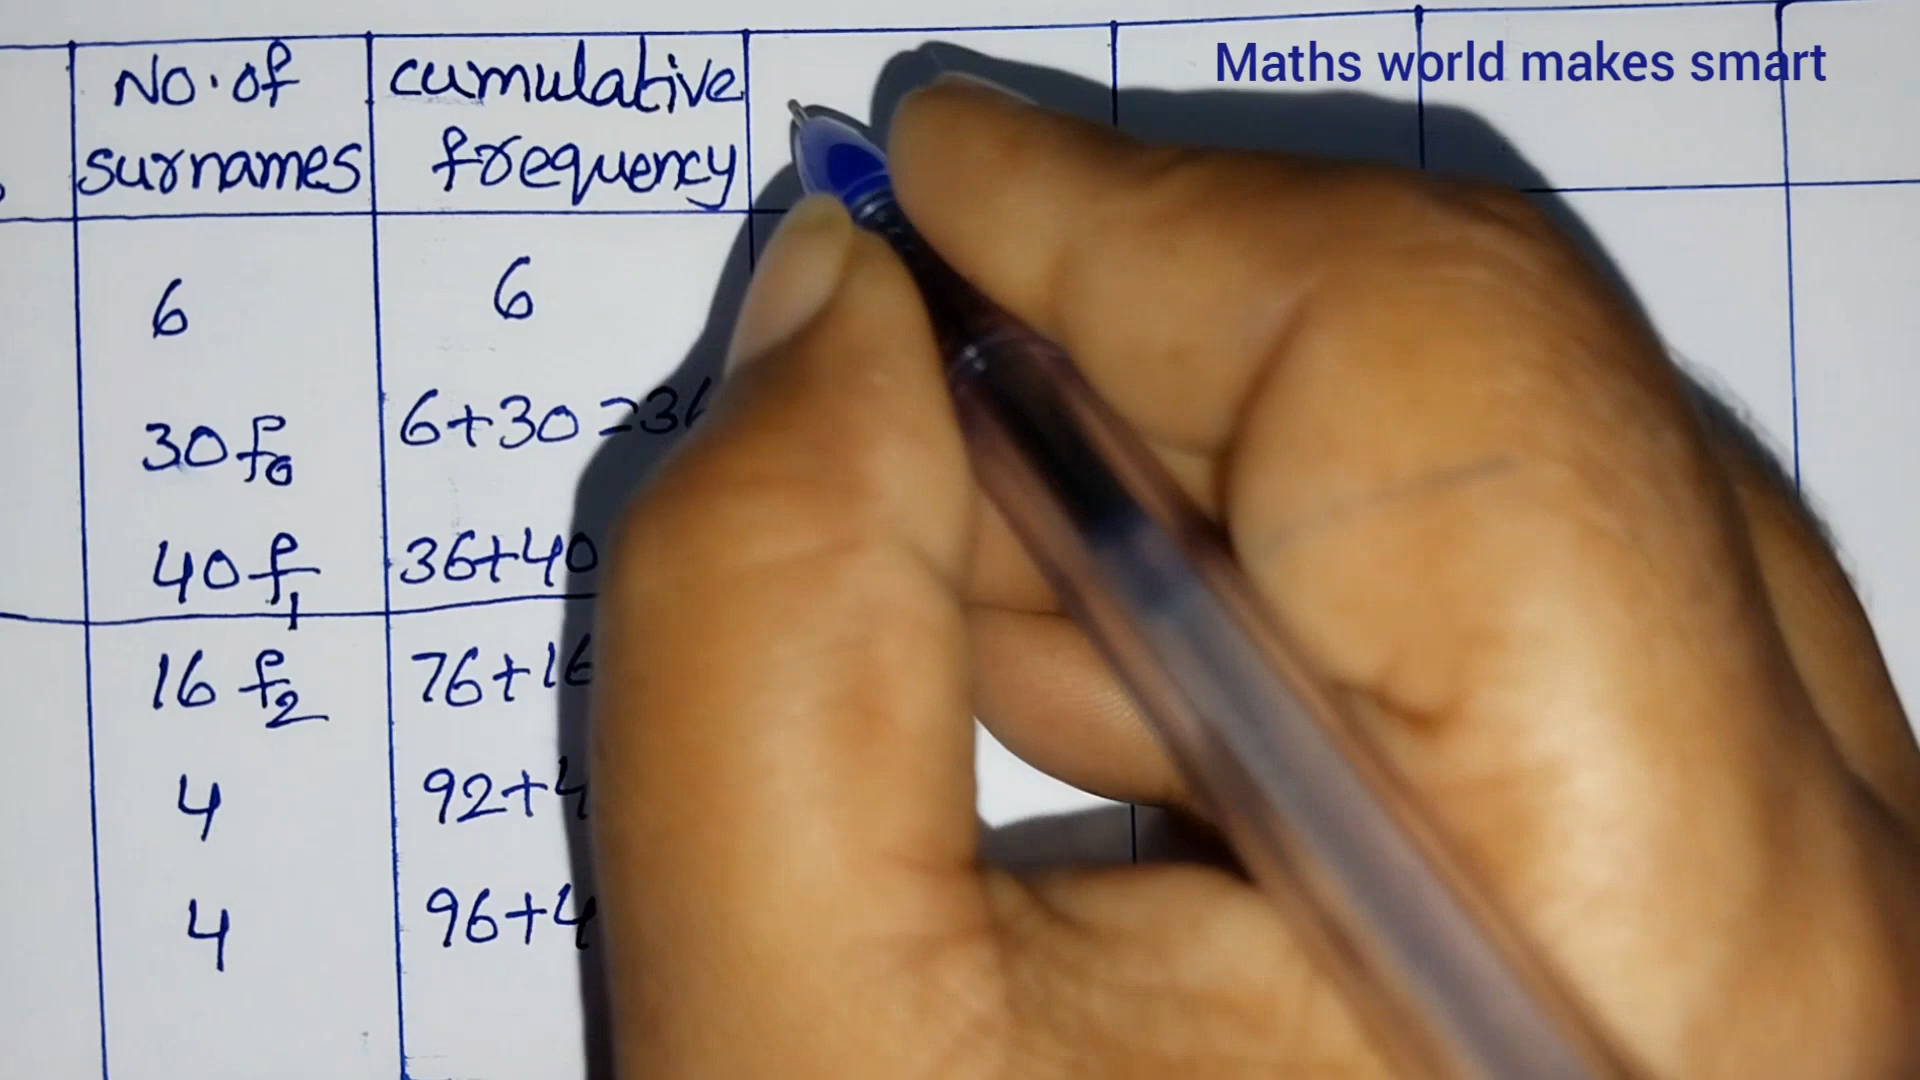 Maths world makes smart
No. of surnames cumulative frequency
6 6
30 f0 6+30=36
40 f1 36+40
16 f2 76+16
4 92+4
4 96+4